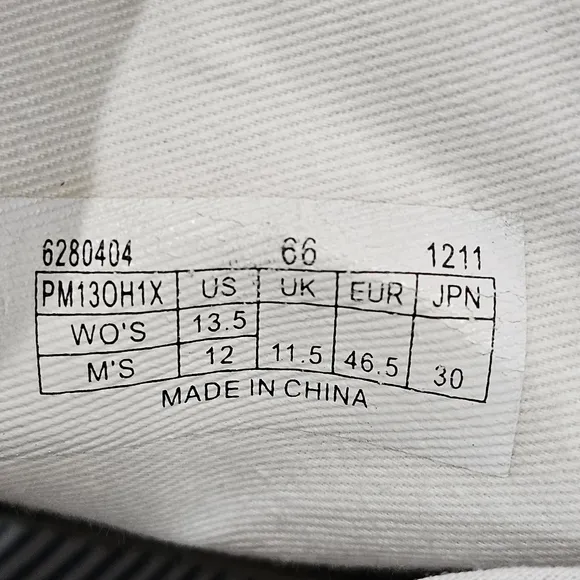 6280404 66 1211
PM13OH1X US UK EUR JPN
WO'S 13.5
M'S 12 11.5 46.5 30
MADE IN CHINA